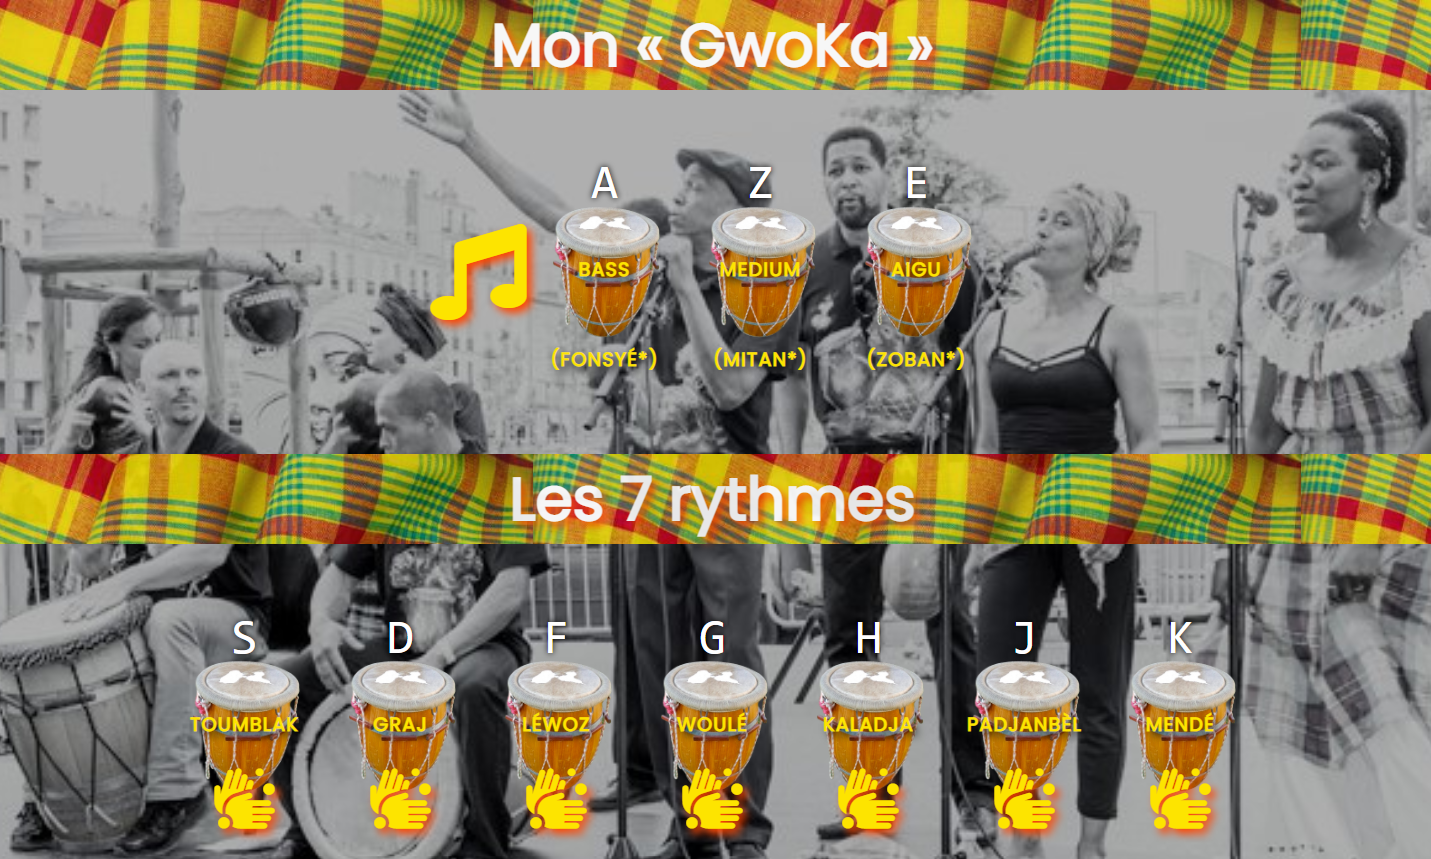 Mon « GwoKa »
A Z E
BASS MEDIUM AIGU
(FONSYÉ*) (MITAN*) (ZOBAN*)
Les 7 rythmes
S D F G H J K
TOUMBLAK GRAJ LÉWOZ WOULÉ KALADJA PADJANBÈL MENDÉ